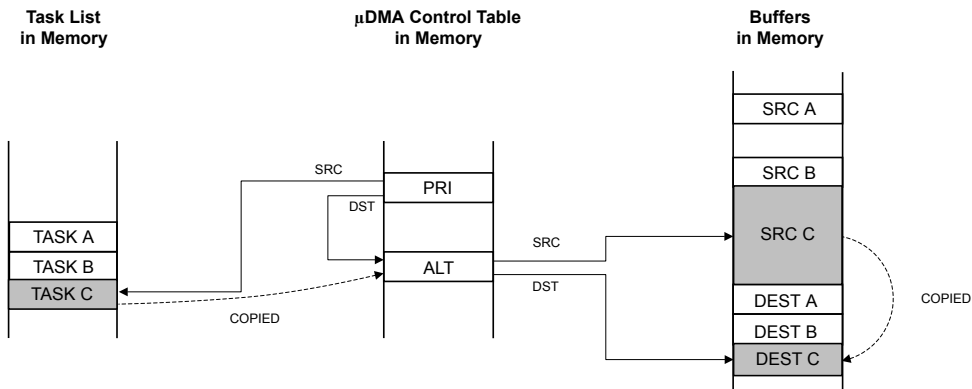 Task List
in Memory
µDMA Control Table
in Memory
Buffers
in Memory
SRC A
SRC B
SRC
PRI
DST
TASK A
TASK B
TASK C
ALT
SRC
DST
COPIED
SRC C
DEST A
DEST B
DEST C
COPIED